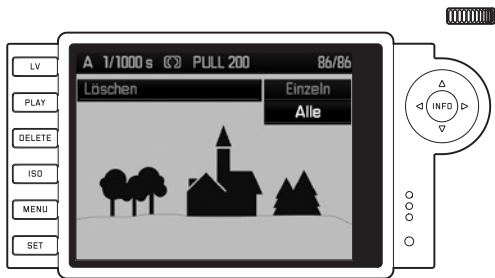 LV
PLAY
DELETE
ISO
MENU
SET
A 1/1000 s PULL 200 86/86
Löschen
Einzeln
Alle
INFO